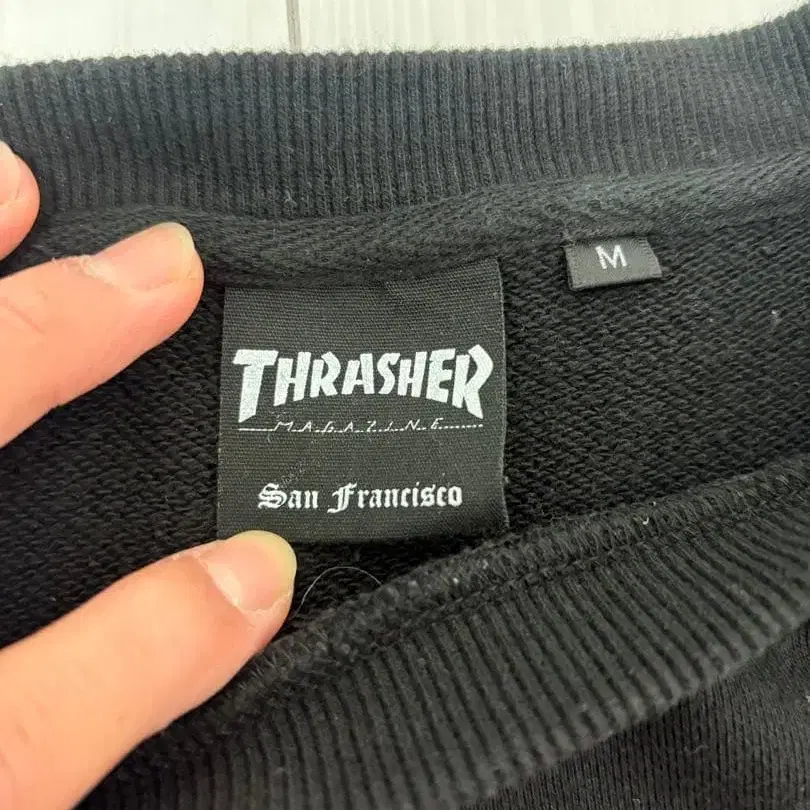 THRASHER
MAGAZINE
San Francisco
M